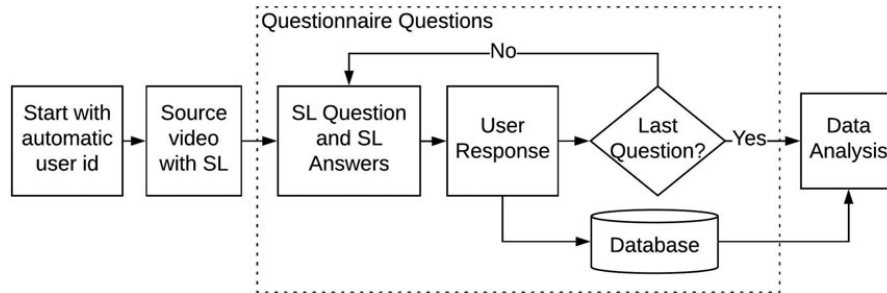 Questionnaire Questions
No
Start with
automatic
user id
Source
video
with SL
SL Question
and SL
Answers
User
Response
Last
Question?
Yes
Data
Analysis
Database